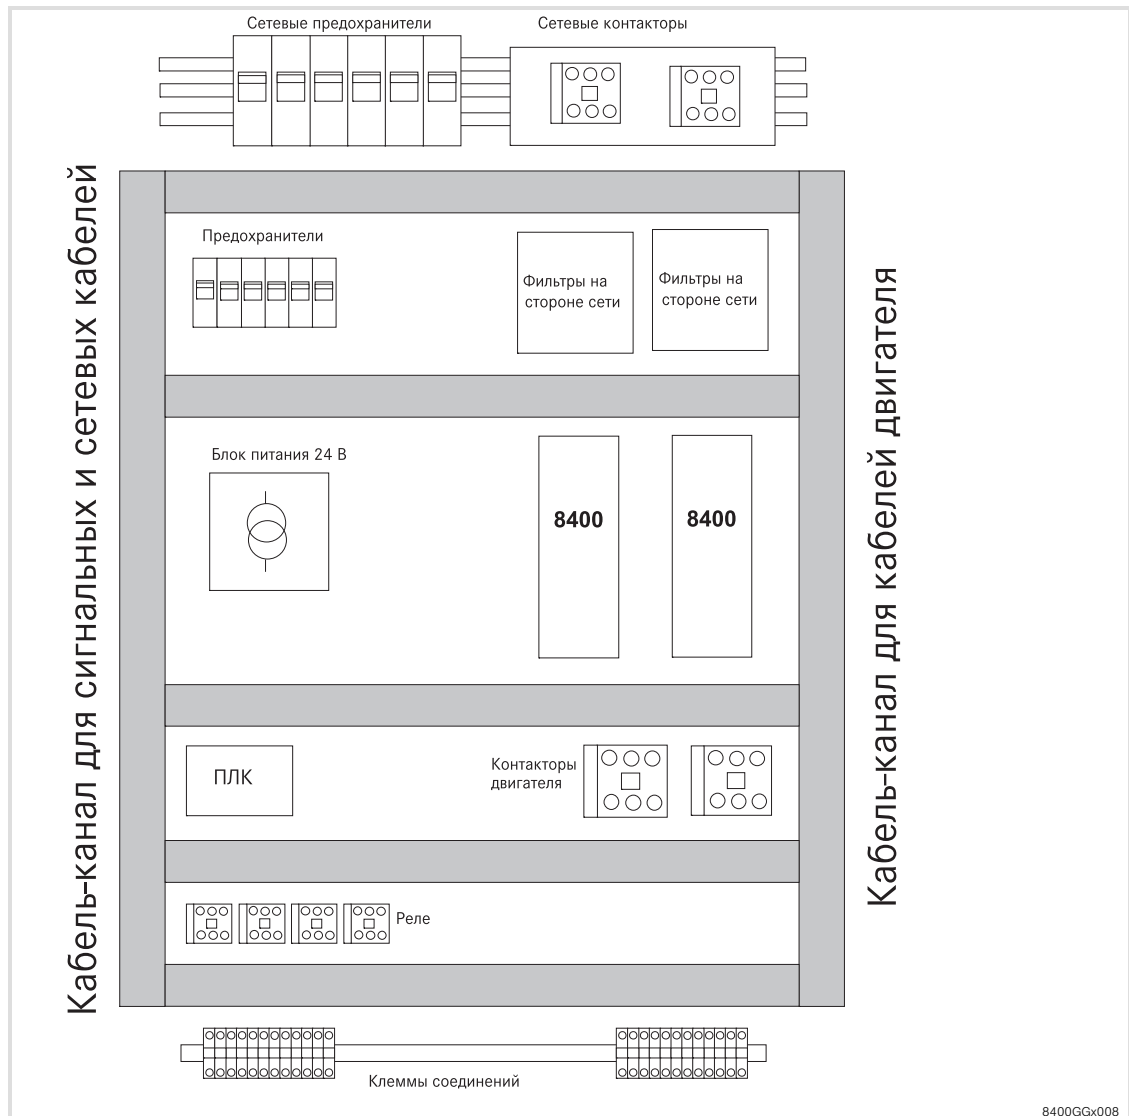 Сетевые предохранители
Сетевые контакторы
Кабель-канал для сигнальных и сетевых кабелей
Предохранители
Фильтры на
стороне сети
Фильтры на
стороне сети
Кабель-канал для кабелей двигателя
Блок питания 24 В
8400
8400
ПЛК
Контакторы
двигателя
Реле
Клеммы соединений
8400GGx008